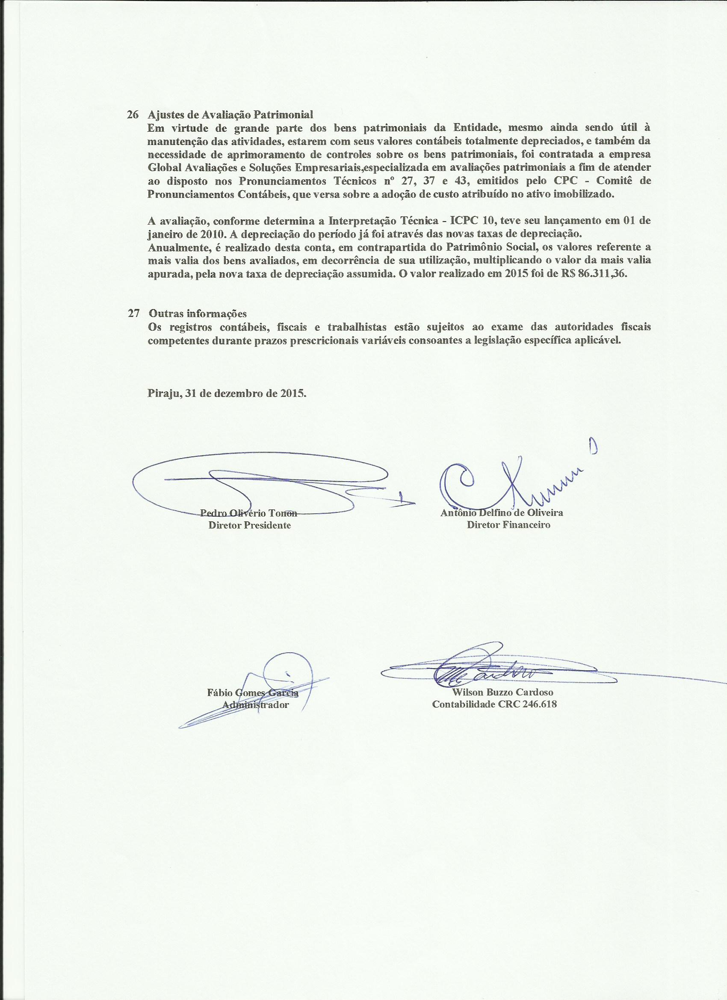 26 Ajustes de Avaliação Patrimonial
Em virtude de grande parte dos bens patrimoniais da Entidade, mesmo ainda sendo útil à
manutenção das atividades, estarem com seus valores contábeis totalmente depreciados, e também da
necessidade de aprimoramento de controles sobre os bens patrimoniais, foi contratada a empresa
Global Avaliações e Soluções Empresariais,especializada em avaliações patrimoniais a fim de atender
ao disposto nos Pronunciamentos Técnicos nº 27, 37 e 43, emitidos pelo CPC - Comitê de
Pronunciamentos Contábeis, que versa sobre a adoção de custo atribuído no ativo imobilizado.
A avaliação, conforme determina a Interpretação Técnica - ICPC 10, teve seu lançamento em 01 de
janeiro de 2010. A depreciação do período já foi através das novas taxas de depreciação.
Anualmente, é realizado desta conta, em contrapartida do Patrimônio Social, os valores referente a
mais valia dos bens avaliados, em decorrência de sua utilização, multiplicando o valor da mais valia
apurada, pela nova taxa de depreciação assumida. O valor realizado em 2015 foi de R$ 86.311,36.
27 Outras informações
Os registros contábeis, fiscais e trabalhistas estão sujeitos ao exame das autoridades fiscais
competentes durante prazos prescricionais variáveis consoantes a legislação específica aplicável.
Piraju, 31 de dezembro de 2015.
Pedro Olivério Tonon
Diretor Presidente
Antônio Delfino de Oliveira
Diretor Financeiro
Fábio Gomes Garcia
Administrador
Wilson Buzzo Cardoso
Contabilidade CRC 246.618